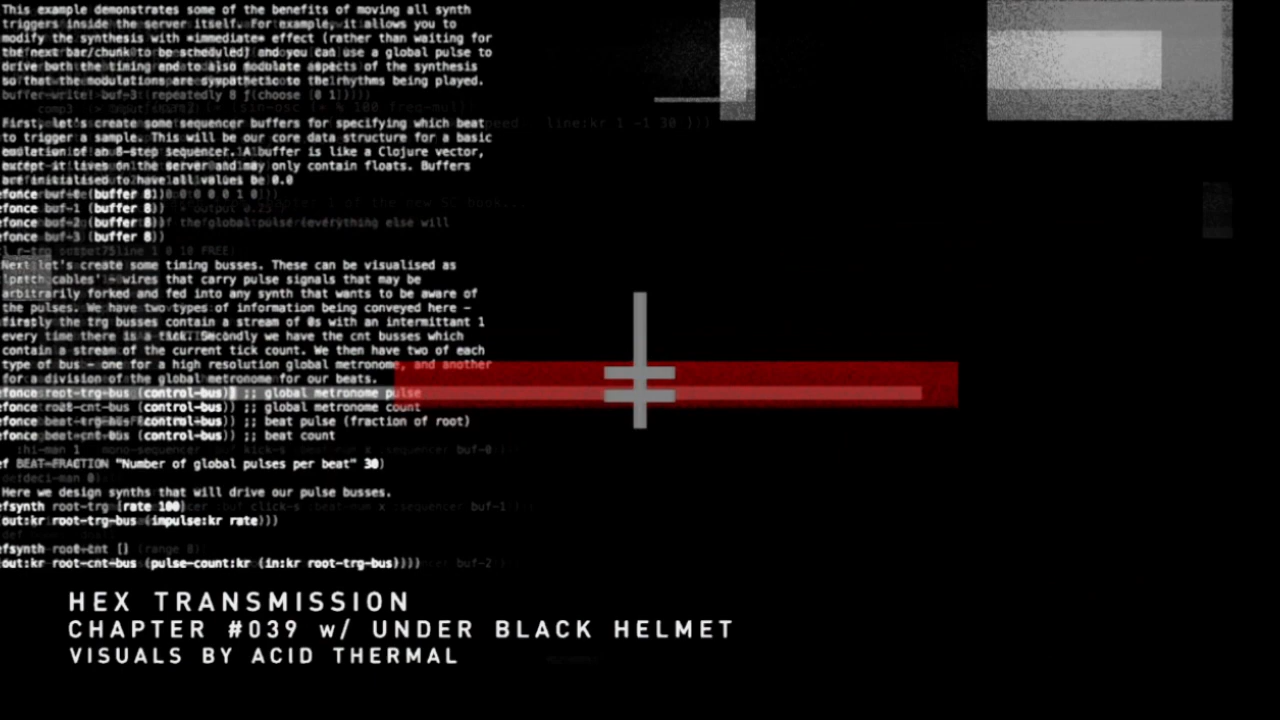 This example demonstrates some of the benefits of moving all synth
triggers inside the server itself. For example, it allows you to
modify the synthesis with *immediate* effect (rather than waiting for
the next bar/chunk to be scheduled) and you can use a global pulse to
drive both the timing and to also modulate aspects of the synthesis
so that the modulations are sympathetic to the rhythms being played.
buffer-write! buf-3 (repeatedly 8 #(choose [0 1])))))
First, let's create some sequencer buffers for specifying which beat
line:kr 1 -1 30 )))
to trigger a sample. This will be our core data structure for a basic
emulation of an 8-step sequencer. A buffer is like a Clojure vector,
except it lives on the server and may only contain floats. Buffers
are initialised to have all values be 0.0
efonce buf-0 (buffer 8))
efonce buf-1 (buffer 8))
efonce buf-2 (buffer 8))
efonce buf-3 (buffer 8))
Next let's create some timing busses. These can be visualised as
'patch cables' - wires that carry pulse signals that may be
arbitrarily forked and fed into any synth that wants to be aware of
the pulses. We have two types of information being conveyed here -
firstly the trg busses contain a stream of 0s with an intermittant 1
every time there is a tick. Secondly we have the cnt busses which
contain a stream of the current tick count. We then have two of each
type of bus - one for a high resolution global metronome, and another
for a division of the global metronome for our beats.
efonce root-trg-bus (control-bus)) ;; global metronome pulse
efonce root-cnt-bus (control-bus)) ;; global metronome count
efonce beat-trg-bus (control-bus)) ;; beat pulse (fraction of root)
efonce beat-cnt-bus (control-bus)) ;; beat count
ef BEAT-FRACTION "Number of global pulses per beat" 30)
Here we design synths that will drive our pulse busses.
efsynth root-trg [rate 100]
out:kr root-trg-bus (impulse:kr rate)))
efsynth root-cnt []
out:kr root-cnt-bus (pulse-count:kr (in:kr root-trg-bus))))
HEX TRANSMISSION
CHAPTER #039 w/ UNDER BLACK HELMET
VISUALS BY ACID THERMAL